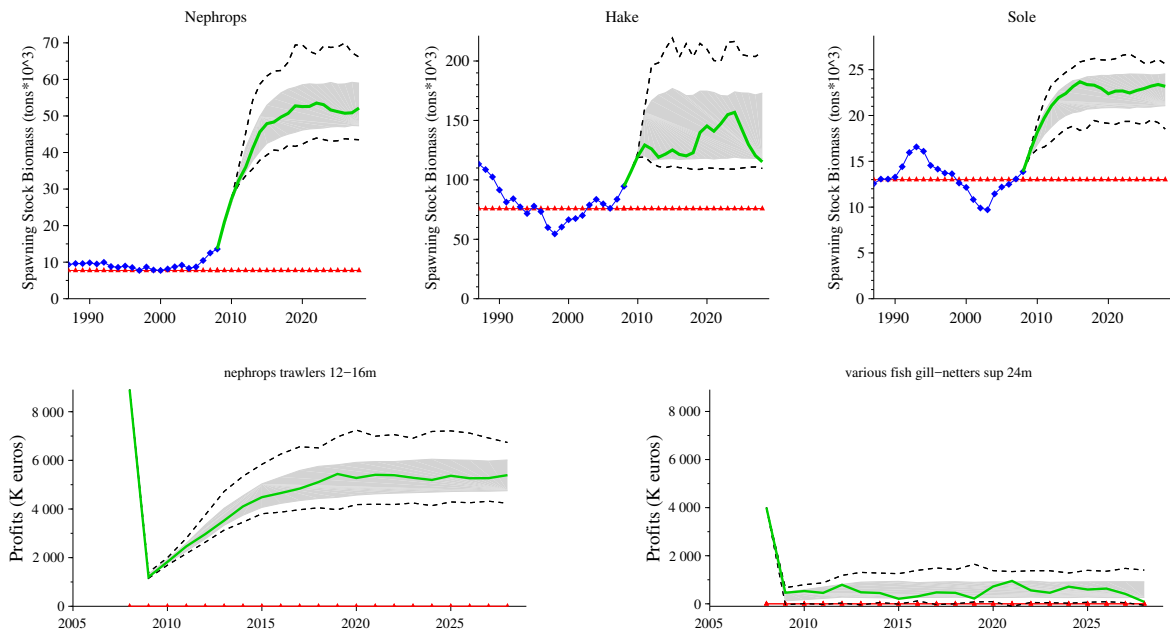 Nephrops
Spawning Stock Biomass (tons*10^3)
70
60
50
40
30
20
10
0
1990 2000 2010 2020
Hake
Spawning Stock Biomass (tons*10^3)
200
150
100
50
0
1990 2000 2010 2020
Sole
Spawning Stock Biomass (tons*10^3)
25
20
15
10
5
0
1990 2000 2010 2020
nephrops trawlers 12−16m
Profits (K euros)
8 000
6 000
4 000
2 000
0
2005 2010 2015 2020 2025
various fish gill−netters sup 24m
Profits (K euros)
8 000
6 000
4 000
2 000
0
2005 2010 2015 2020 2025